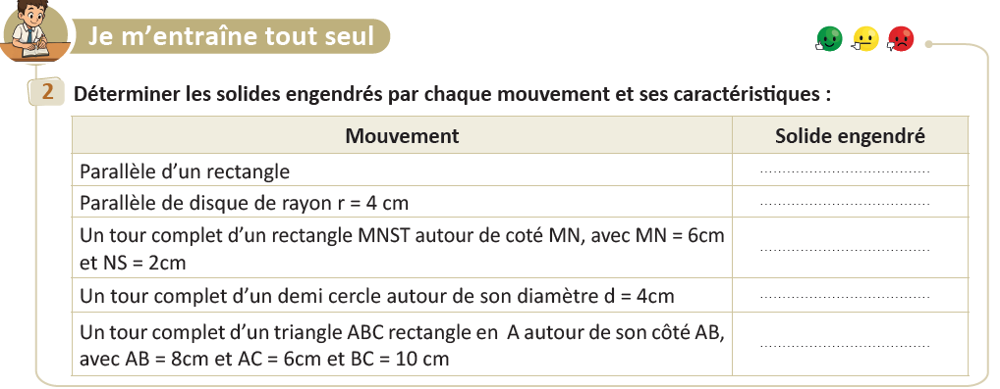 Je m’entraîne tout seul
2 Déterminer les solides engendrés par chaque mouvement et ses caractéristiques :
Mouvement Solide engendré
Parallèle d’un rectangle ....................................
Parallèle de disque de rayon r = 4 cm ....................................
Un tour complet d’un rectangle MNST autour de coté MN, avec MN = 6cm
et NS = 2cm ....................................
Un tour complet d’un demi cercle autour de son diamètre d = 4cm ....................................
Un tour complet d’un triangle ABC rectangle en A autour de son côté AB,
avec AB = 8cm et AC = 6cm et BC = 10 cm ....................................